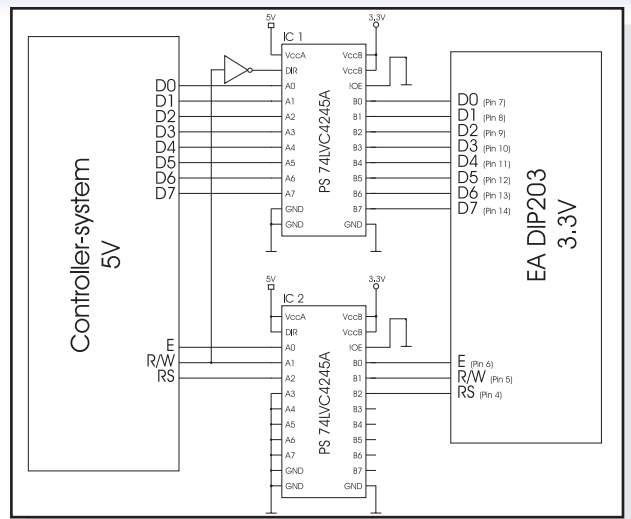 Controller-system
5V
D0
D1
D2
D3
D4
D5
D6
D7
E
R/W
RS
5V
3.3V
IC 1
PS 74LVC4245A
VccA
DIR
A0
A1
A2
A3
A4
A5
A6
A7
GND
GND
VccB
VccB
!OE
B0
B1
B2
B3
B4
B5
B6
B7
GND
5V
3.3V
IC 2
PS 74LVC4245A
VccA
DIR
A0
A1
A2
A3
A4
A5
A6
A7
GND
GND
VccB
VccB
!OE
B0
B1
B2
B3
B4
B5
B6
B7
GND
D0 (Pin 7)
D1 (Pin 8)
D2 (Pin 9)
D3 (Pin 10)
D4 (Pin 11)
D5 (Pin 12)
D6 (Pin 13)
D7 (Pin 14)
E (Pin 6)
R/W (Pin 5)
RS (Pin 4)
EA DIP203
3.3V